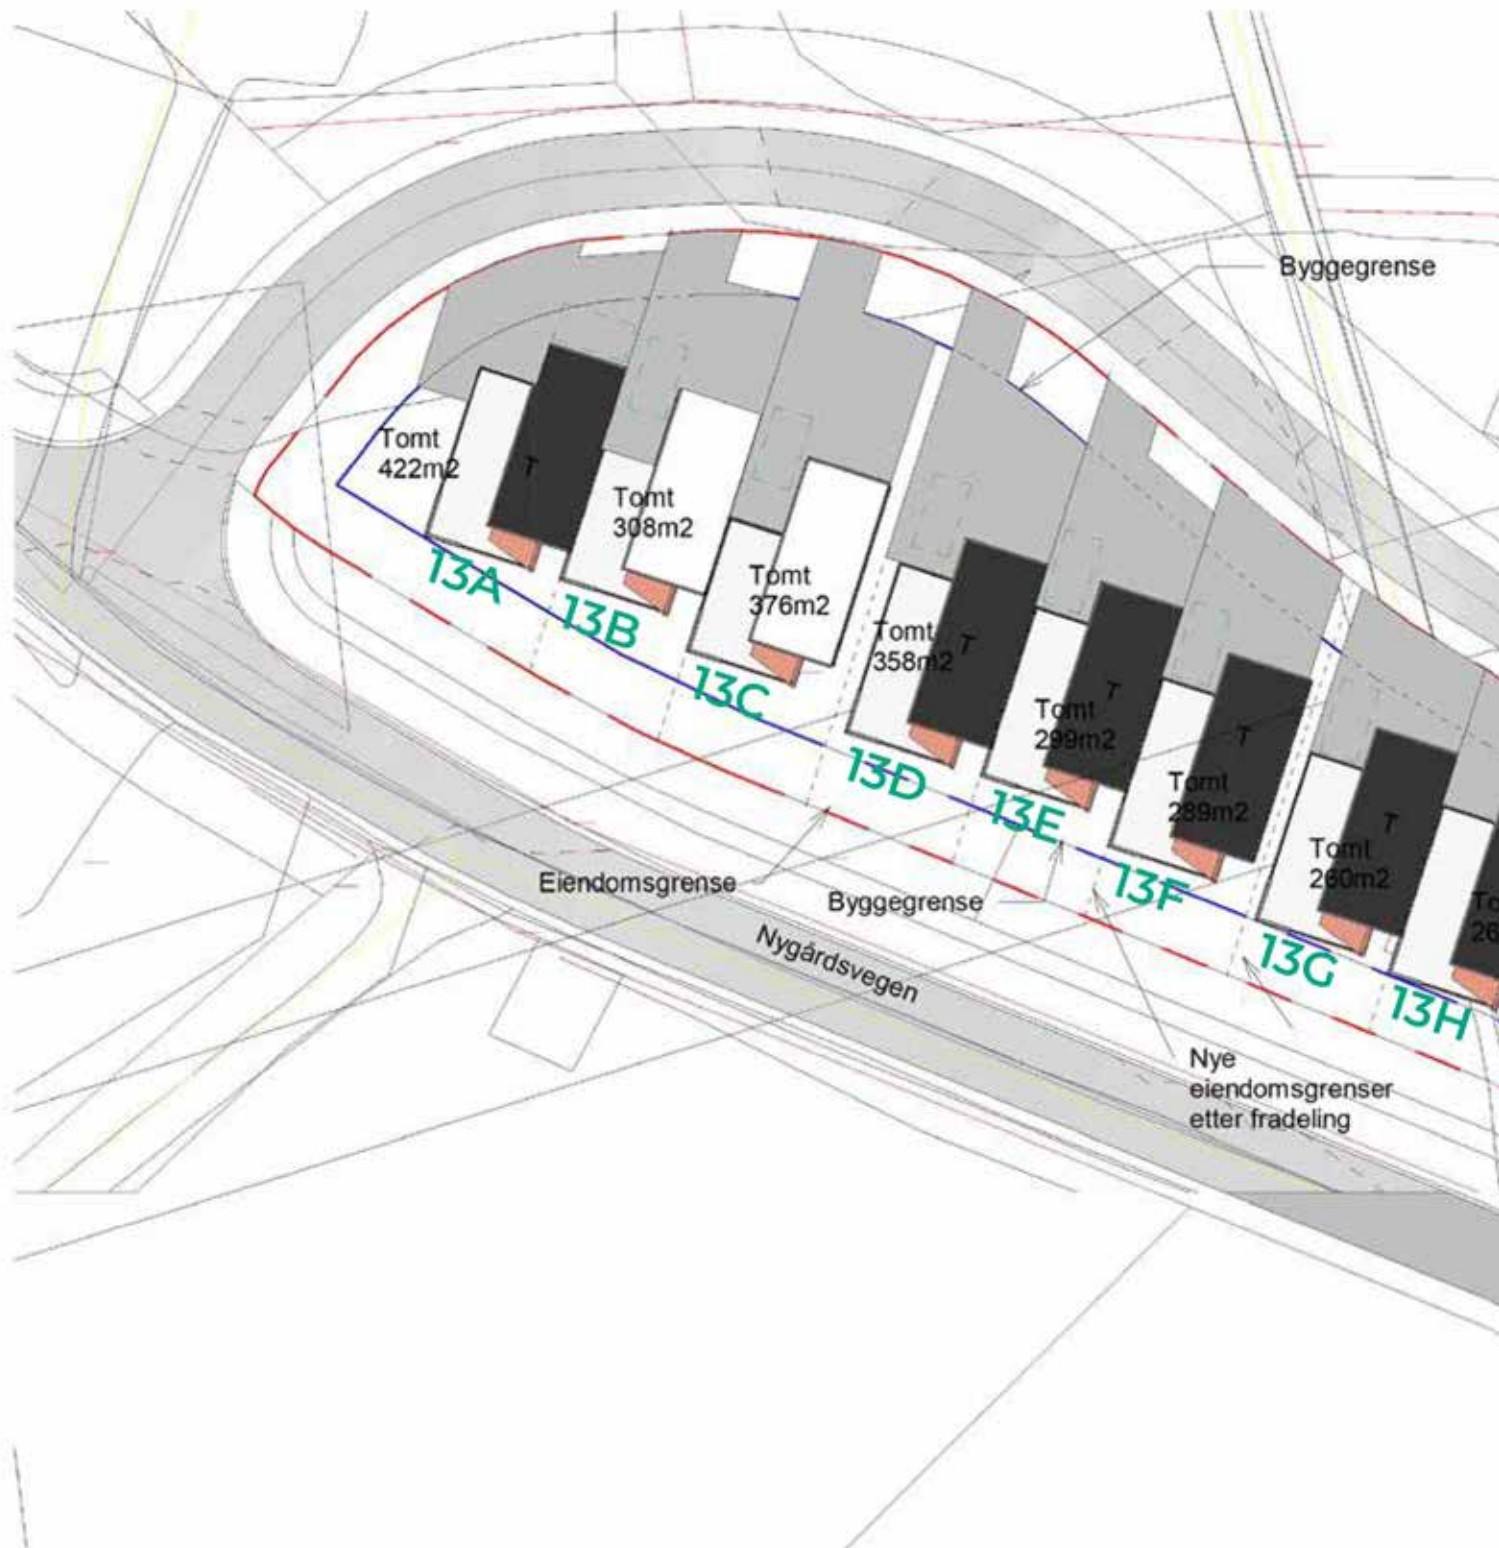 Byggegrense
Tomt
422m2
T
Tomt
308m2
Tomt
376m2
Tomt
358m2
T
Tomt
299m2
T
Tomt
289m2
T
Tomt
260m2
T
13A
13B
13C
13D
13E
13F
13G
13H
Eiendomsgrense
Byggegrense
Nygårdsvegen
Nye
eiendomsgrenser
etter fradeling